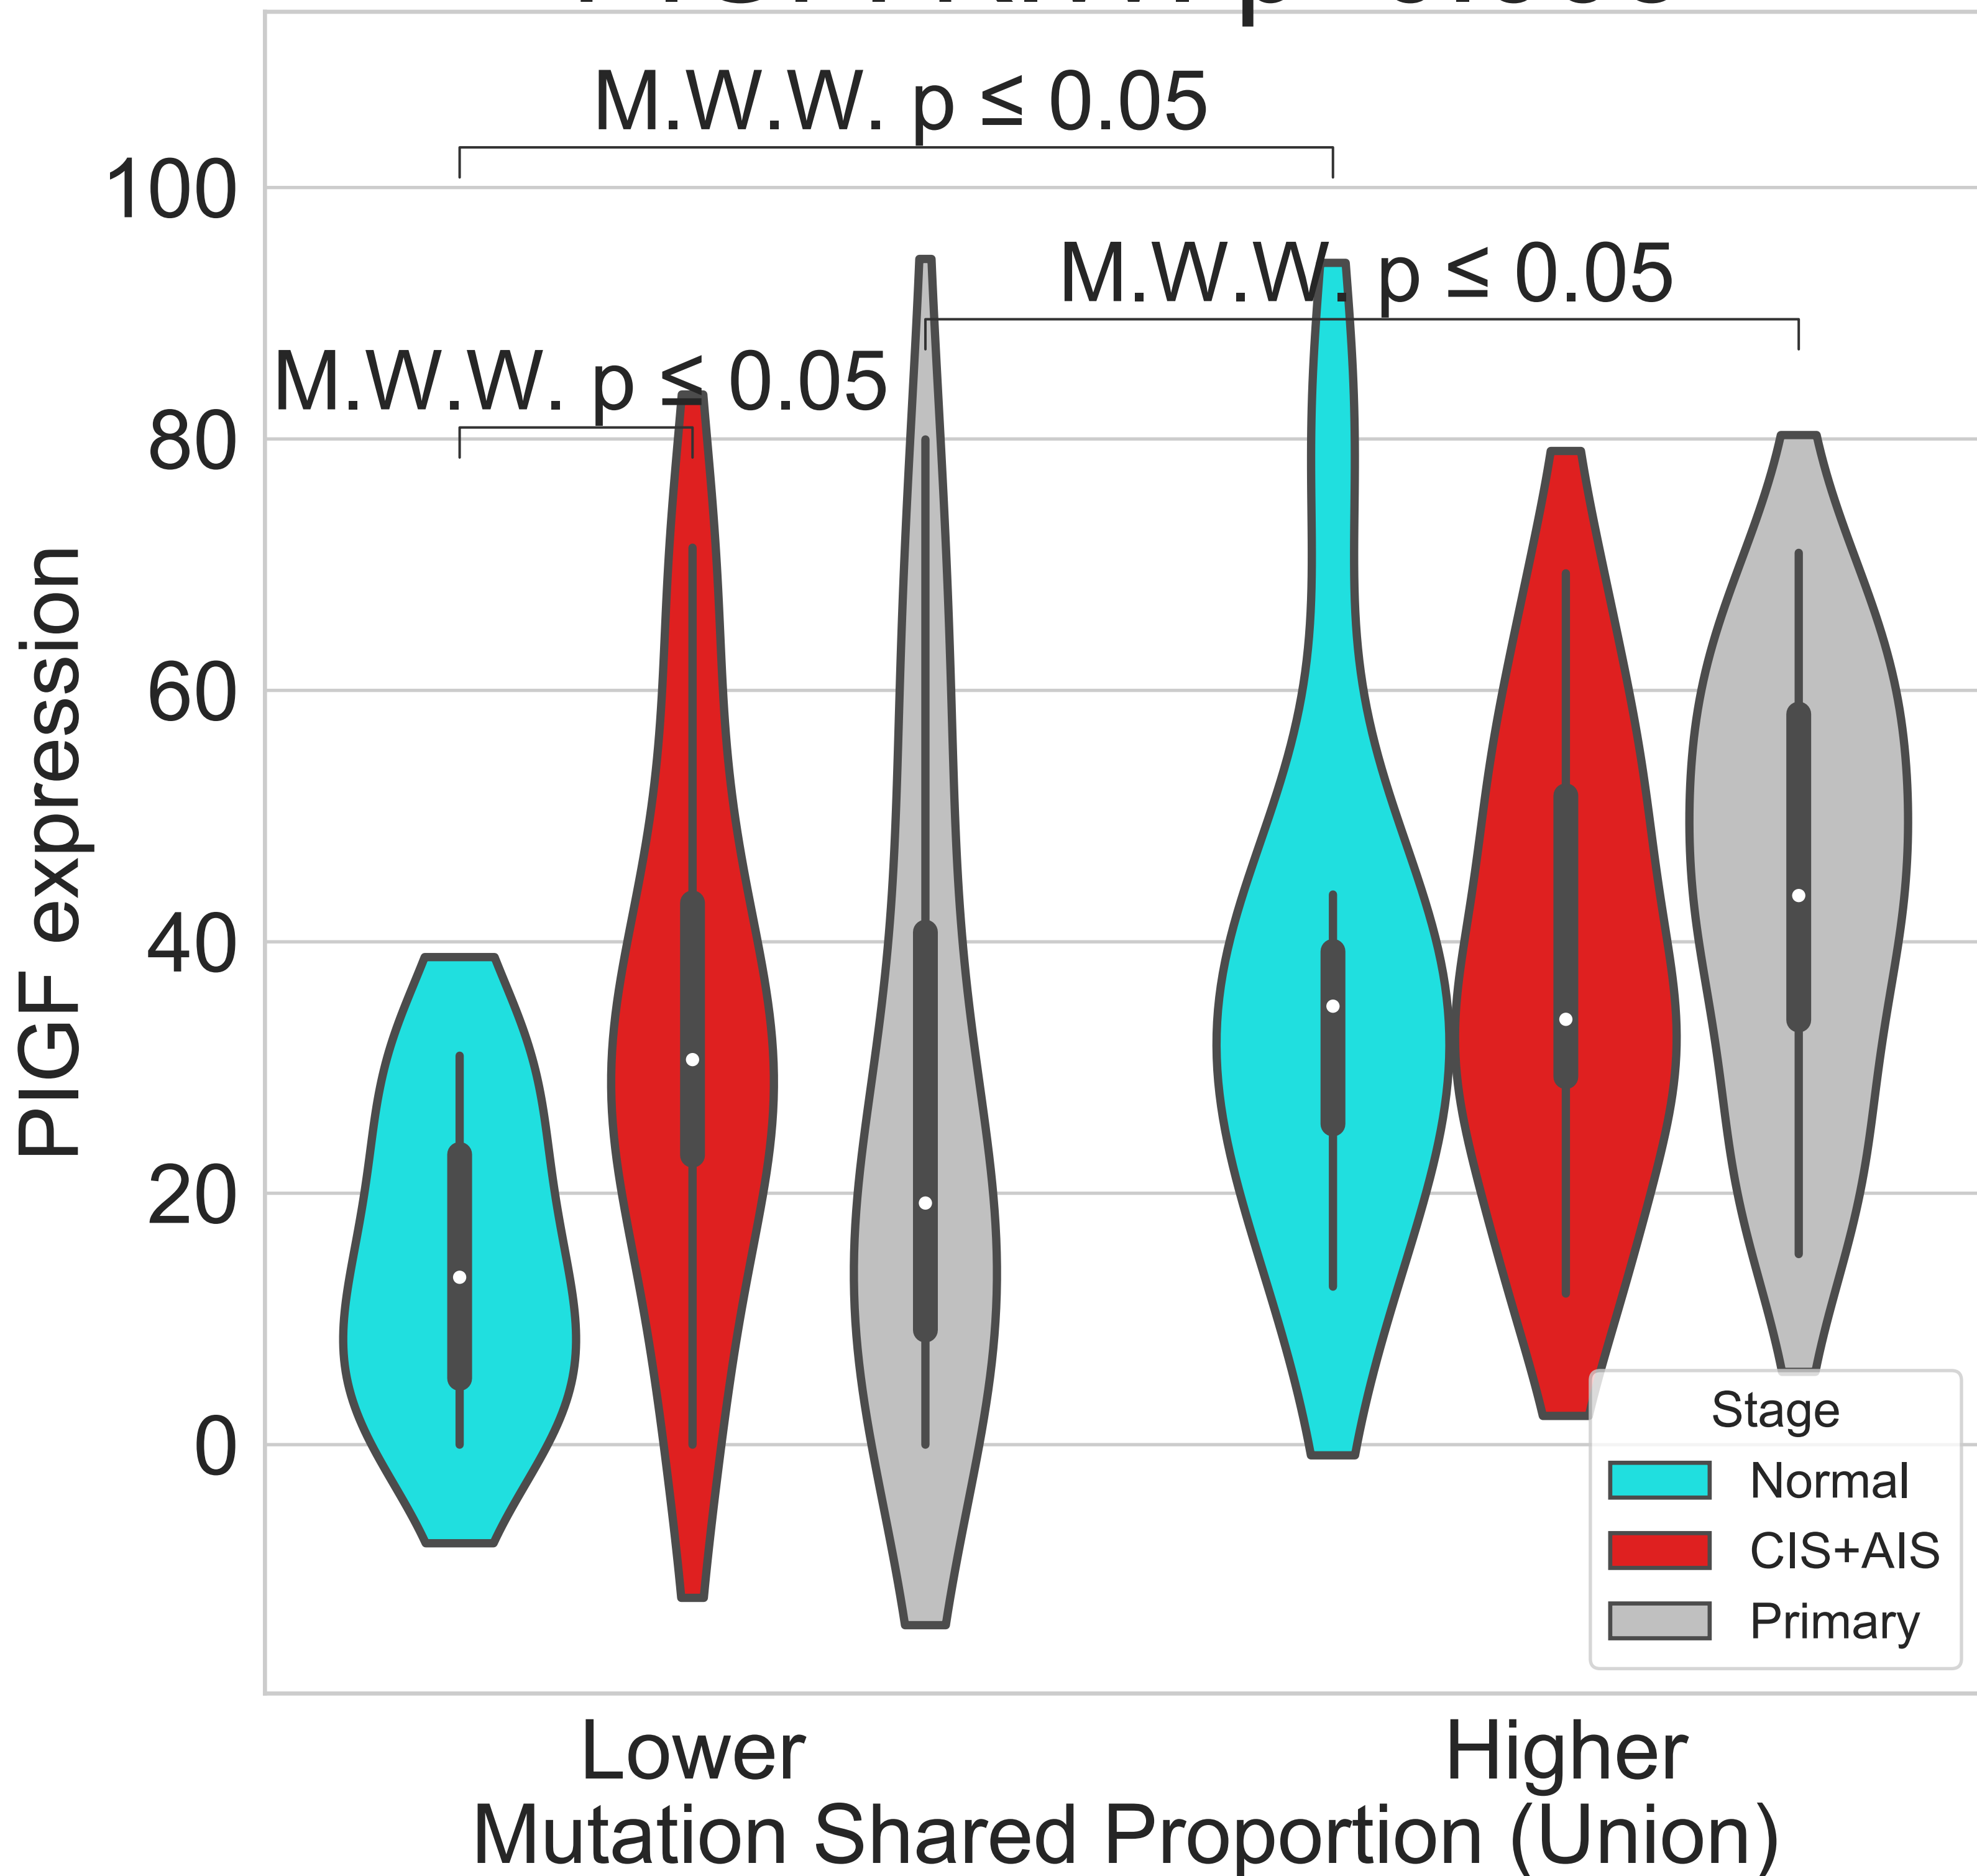 M.W.W. p ≤ 0.05
M.W.W. p ≤ 0.05
M.W.W. p ≤ 0.05
100
80
60
40
20
0
PIGF expression
Stage
Normal
CIS+AIS
Primary
Lower
Higher
Mutation Shared Proportion (Union)